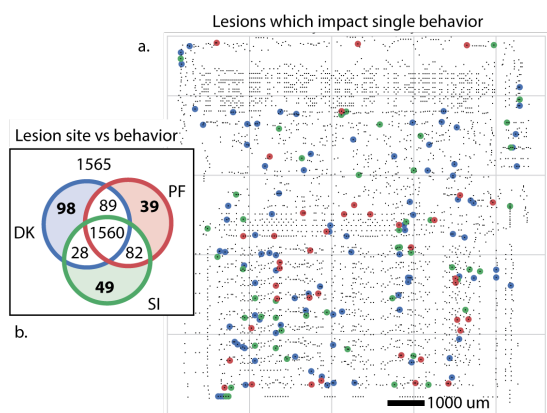 Lesions which impact single behavior
a.
Lesion site vs behavior
1565
PF
98
89
39
DK
1560
28
82
49
SI
b.
1000 um